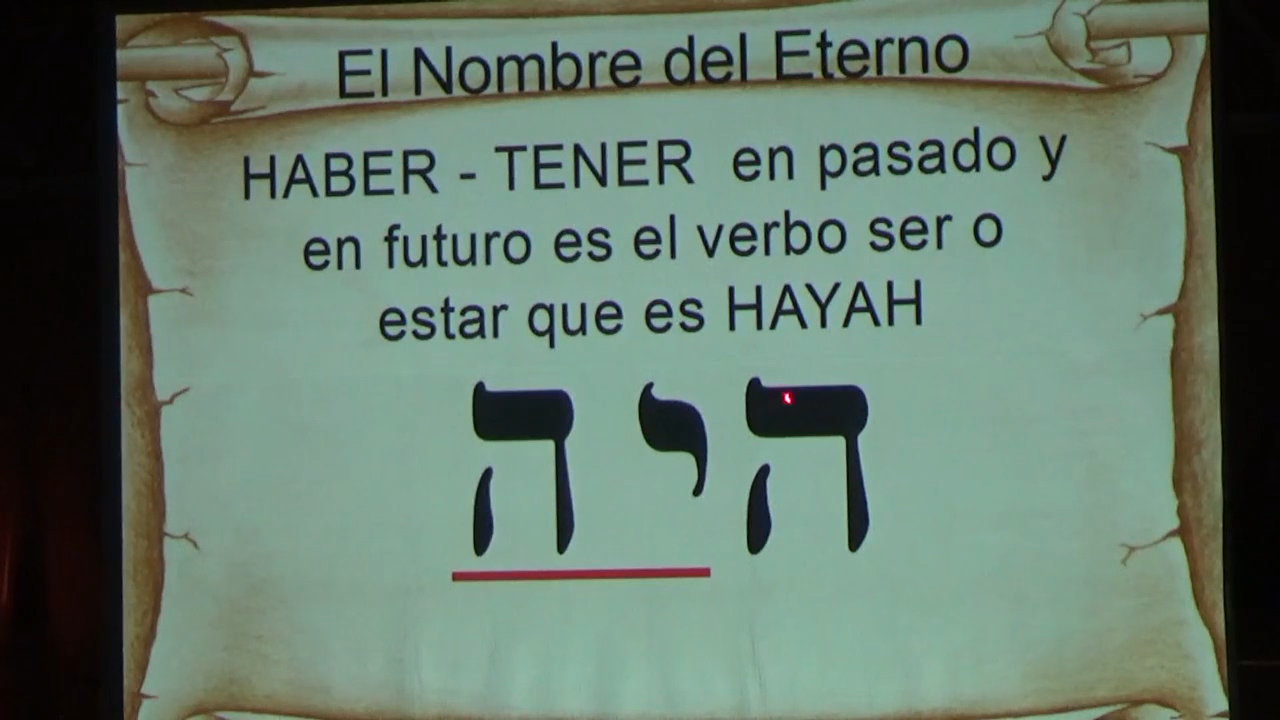 El Nombre del Eterno
HABER - TENER en pasado y
en futuro es el verbo ser o
estar que es HAYAH
היה